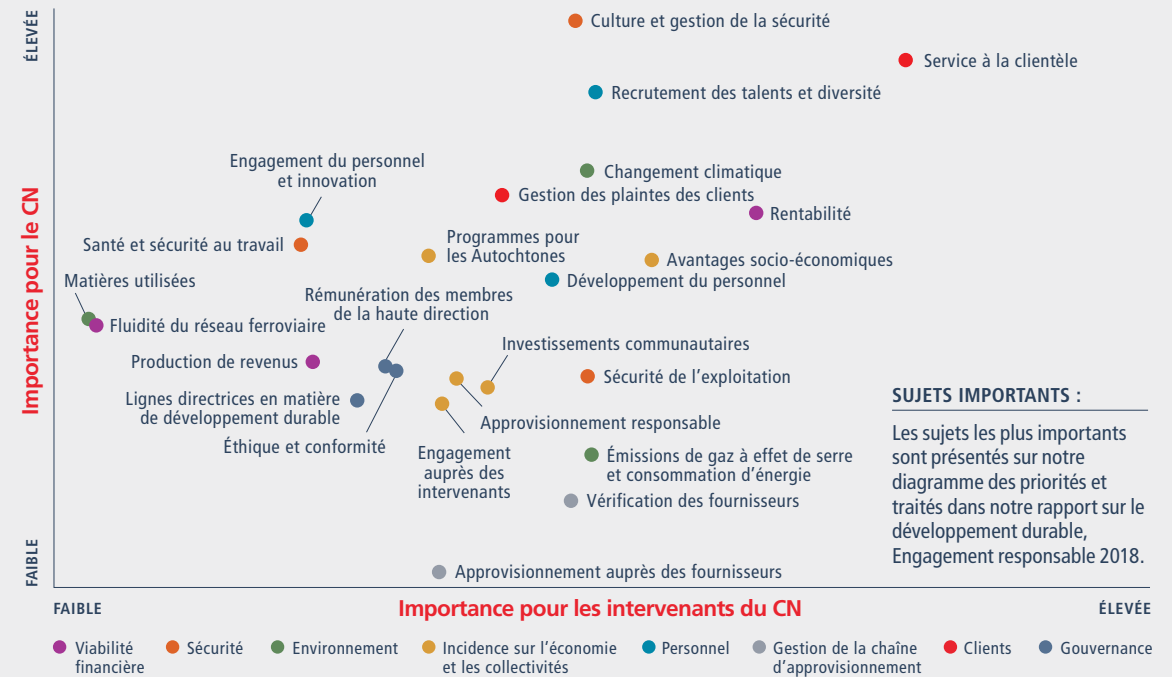 ÉLEVÉE
Importance pour le CN
FAIBLE
Culture et gestion de la sécurité
Service à la clientèle
Recrutement des talents et diversité
Engagement du personnel
et innovation
Changement climatique
Gestion des plaintes des clients
Rentabilité
Santé et sécurité au travail
Programmes pour
les Autochtones
Avantages socio-économiques
Matières utilisées
Développement du personnel
Rémunération des membres
de la haute direction
Fluidité du réseau ferroviaire
Investissements communautaires
Production de revenus
Sécurité de l'exploitation
Lignes directrices en matière
de développement durable
Approvisionnement responsable
Éthique et conformité
Engagement
auprès des
intervenants
Émissions de gaz à effet de serre
et consommation d'énergie
Vérification des fournisseurs
Approvisionnement auprès des fournisseurs
SUJETS IMPORTANTS :
Les sujets les plus importants
sont présentés sur notre
diagramme des priorités et
traités dans notre rapport sur le
développement durable,
Engagement responsable 2018.
FAIBLE
Importance pour les intervenants du CN
ÉLEVÉE
Viabilité
financière
Sécurité
Environnement
Incidence sur l'économie
et les collectivités
Personnel
Gestion de la chaîne
d'approvisionnement
Clients
Gouvernance